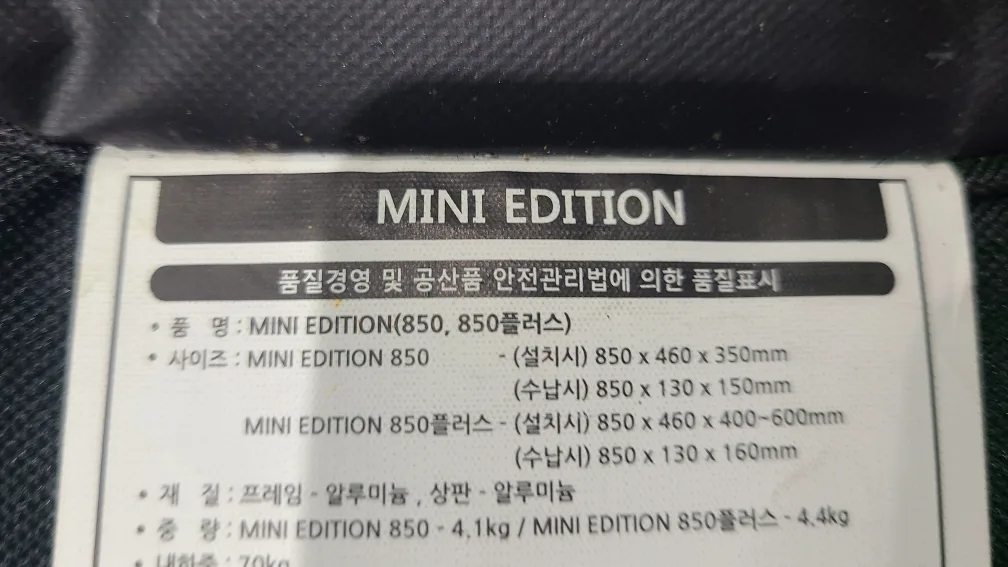 MINI EDITION
품질경영 및 공산품 안전관리법에 의한 품질표시
• 품 명 : MINI EDITION(850, 850플러스)
• 사이즈 : MINI EDITION 850 - (설치시) 850 x 460 x 350mm
(수납시) 850 x 130 x 150mm
MINI EDITION 850플러스 - (설치시) 850 x 460 x 400~600mm
(수납시) 850 x 130 x 160mm
• 재 질 : 프레임 - 알루미늄 , 상판 - 알루미늄
• 중 량 : MINI EDITION 850 - 4.1kg / MINI EDITION 850플러스 - 4.4kg
• 내하중 : 70kg